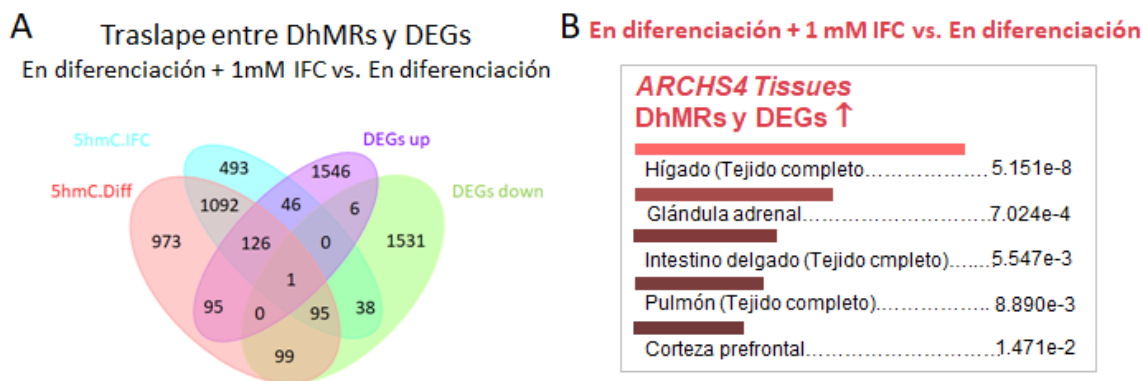 A
Traslape entre DhMRs y DEGs
En diferenciación + 1mM IFC vs. En diferenciación
5hmC.IFC
DEGs up
5hmC.Diff
DEGs down
493
1546
1092
46
6
973
126
0
1531
1
95
0
95
38
99
B
En diferenciación + 1 mM IFC vs. En diferenciación
ARCHS4 Tissues
DhMRs y DEGs ↑
Hígado (Tejido completo.................... 5.151e-8
Glándula adrenal................................ 7.024e-4
Intestino delgado (Tejido cmpleto)....... 5.547e-3
Pulmón (Tejido completo).................... 8.890e-3
Corteza prefrontal................................ 1.471e-2